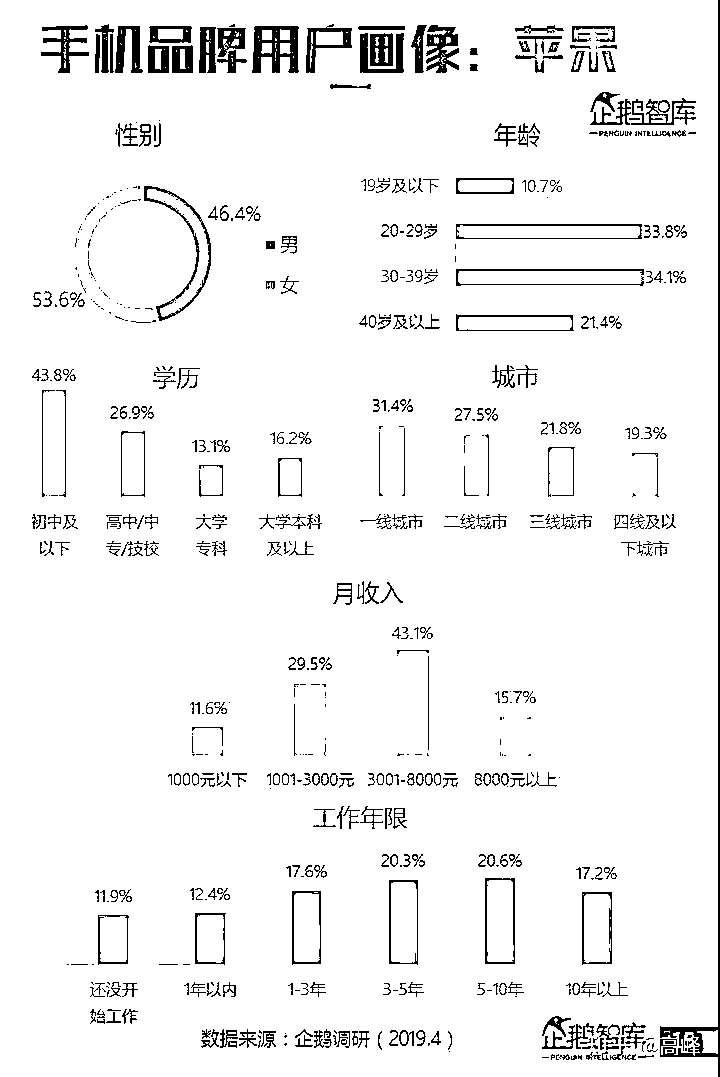 手机品牌用户画像：苹果
企鹅智库
PENGUIN INTELLIGENCE
性别
46.4%
53.6%
男
女
年龄
19岁及以下 10.7%
20-29岁 33.8%
30-39岁 34.1%
40岁及以上 21.4%
学历
43.8%
26.9%
13.1%
16.2%
初中及
以下
高中/中
专/技校
大学
专科
大学本科
及以上
城市
31.4%
27.5%
21.8%
19.3%
一线城市
二线城市
三线城市
四线及以
下城市
月收入
11.6%
29.5%
43.1%
15.7%
1000元以下
1001-3000元
3001-8000元
8000元以上
工作年限
11.9%
12.4%
17.6%
20.3%
20.6%
17.2%
还没开
始工作
1年以内
1-3年
3-5年
5-10年
10年以上
数据来源：企鹅调研（2019.4）
企鹅智库
PENGUIN INTELLIGENCE
@高峰